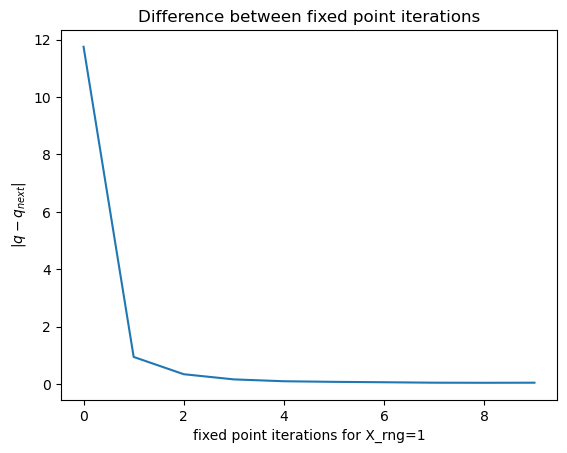 Difference between fixed point iterations
12
10
8
6
4
2
0
|q − q_next|
0 2 4 6 8
fixed point iterations for X_rng=1